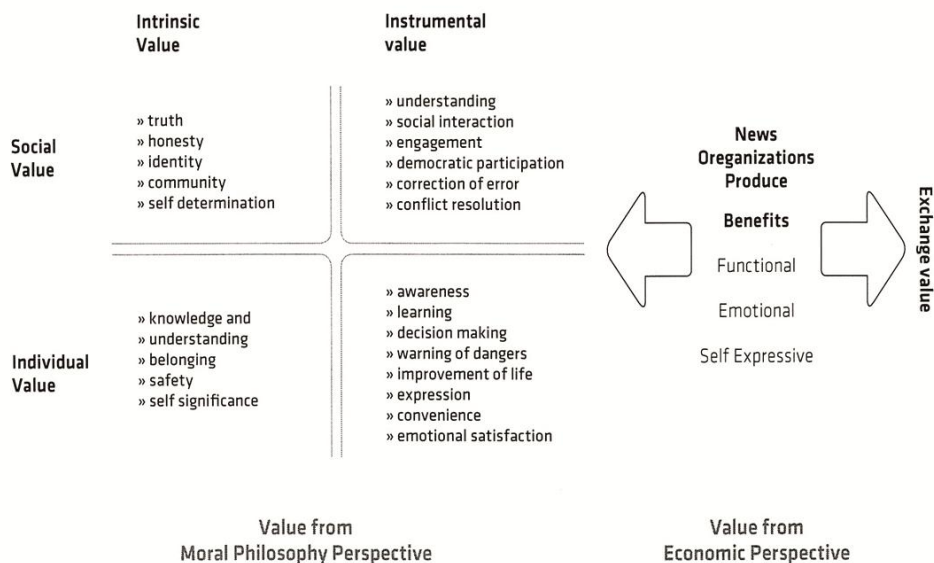 Intrinsic
Value
Instrumental
value
Social
Value
» truth
» honesty
» identity
» community
» self determination
» understanding
» social interaction
» engagement
» democratic participation
» correction of error
» conflict resolution
Individual
Value
» knowledge and
» understanding
» belonging
» safety
» self significance
» awareness
» learning
» decision making
» warning of dangers
» improvement of life
» expression
» convenience
» emotional satisfaction
News
Oreganizations
Produce
Benefits
Functional
Emotional
Self Expressive
Exchange value
Value from
Moral Philosophy Perspective
Value from
Economic Perspective